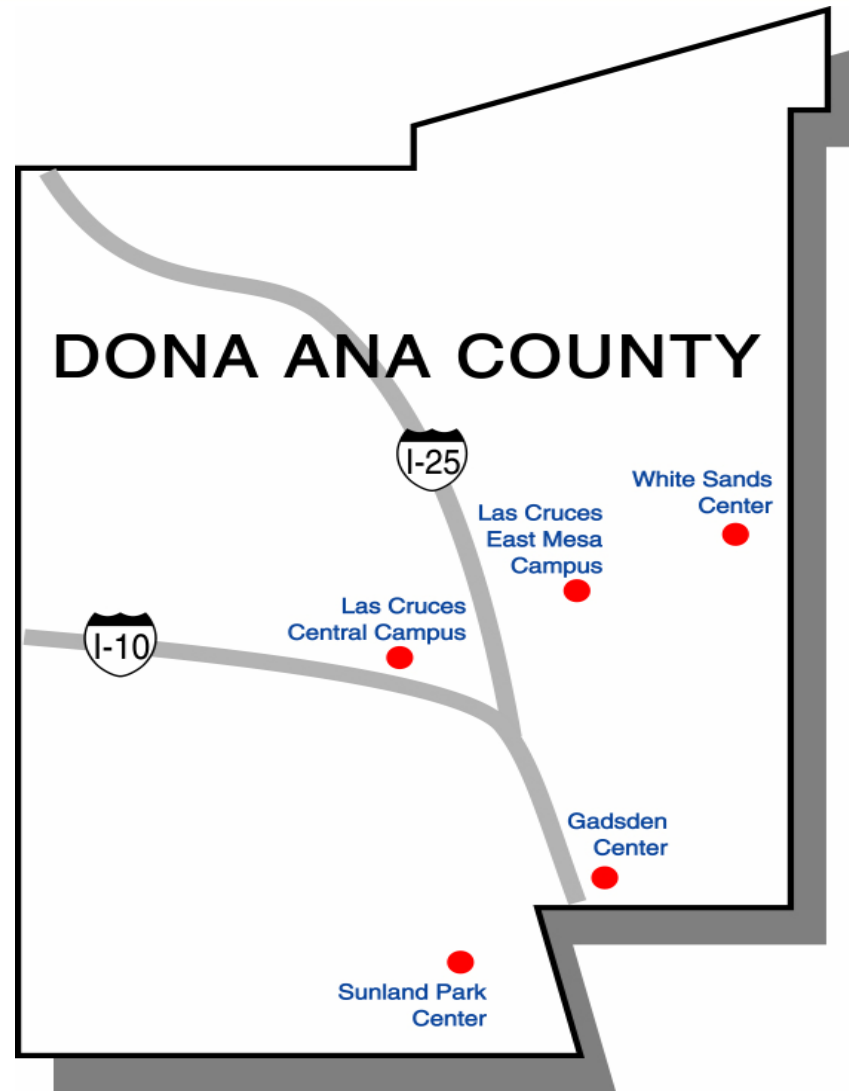 DONA ANA COUNTY
I-25
White Sands
Center
Las Cruces
East Mesa
Campus
Las Cruces
Central Campus
I-10
Gadsden
Center
Sunland Park
Center